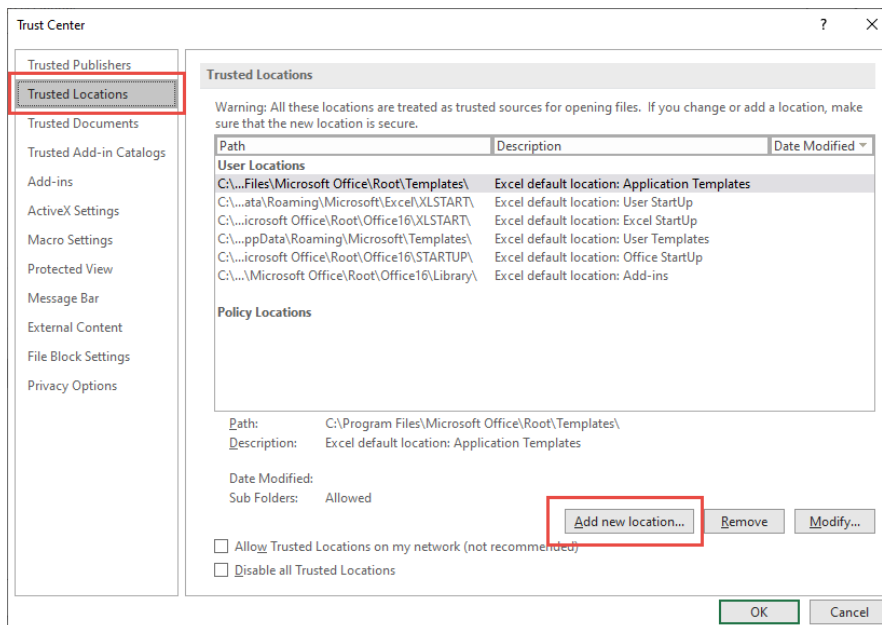 Trust Center
?
Trusted Publishers
Trusted Locations
Trusted Documents
Trusted Add-in Catalogs
Add-ins
ActiveX Settings
Macro Settings
Protected View
Message Bar
External Content
File Block Settings
Privacy Options
Trusted Locations
Warning: All these locations are treated as trusted sources for opening files. If you change or add a location, make
sure that the new location is secure.
Path Description Date Modified
User Locations
C:\...Files\Microsoft Office\Root\Templates\ Excel default location: Application Templates
C:\...ata\Roaming\Microsoft\Excel\XLSTART\ Excel default location: User StartUp
C:\...icrosoft Office\Root\Office16\XLSTART\ Excel default location: Excel StartUp
C:\...ppData\Roaming\Microsoft\Templates\ Excel default location: User Templates
C:\...icrosoft Office\Root\Office16\STARTUP\ Excel default location: Office StartUp
C:\...\Microsoft Office\Root\Office16\Library\ Excel default location: Add-ins
Policy Locations
Path: C:\Program Files\Microsoft Office\Root\Templates\
Description: Excel default location: Application Templates
Date Modified:
Sub Folders: Allowed
Add new location... Remove Modify...
Allow Trusted Locations on my network (not recommended)
Disable all Trusted Locations
OK Cancel